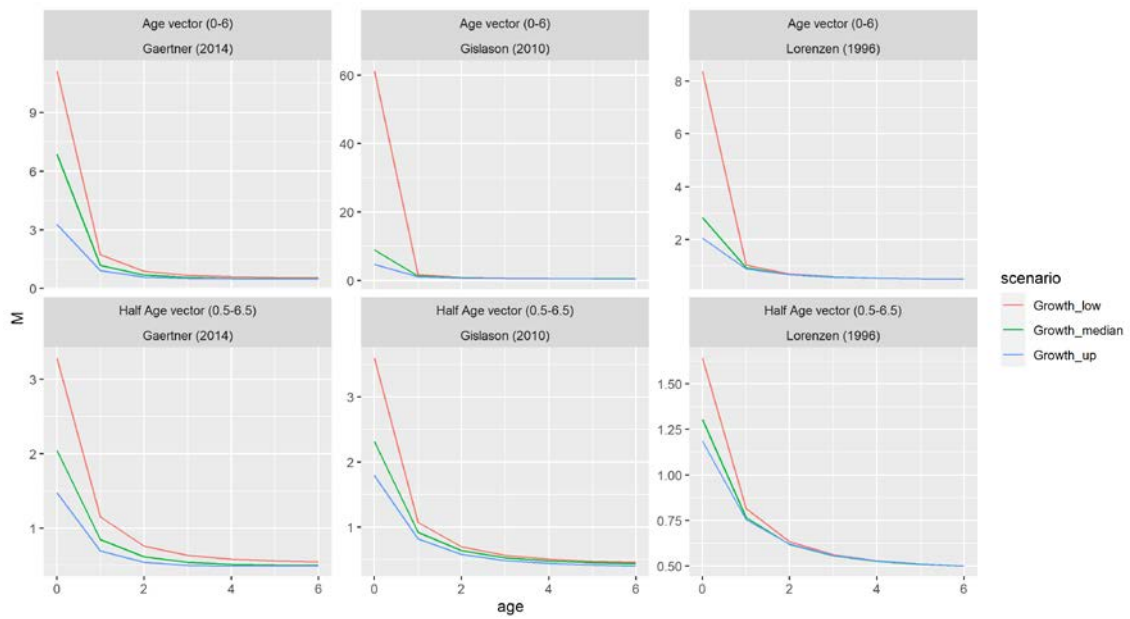 Age vector (0-6)
Gaertner (2014)
Age vector (0-6)
Gislason (2010)
Age vector (0-6)
Lorenzen (1996)
9
6
3
0
60
40
20
0
8
6
4
2
Half Age vector (0.5-6.5)
Gaertner (2014)
Half Age vector (0.5-6.5)
Gislason (2010)
Half Age vector (0.5-6.5)
Lorenzen (1996)
3
2
1
3
2
1
1.50
1.25
1.00
0.75
0.50
0 2 4 6
0 2 4 6
0 2 4 6
M
age
scenario
Growth_low
Growth_median
Growth_up